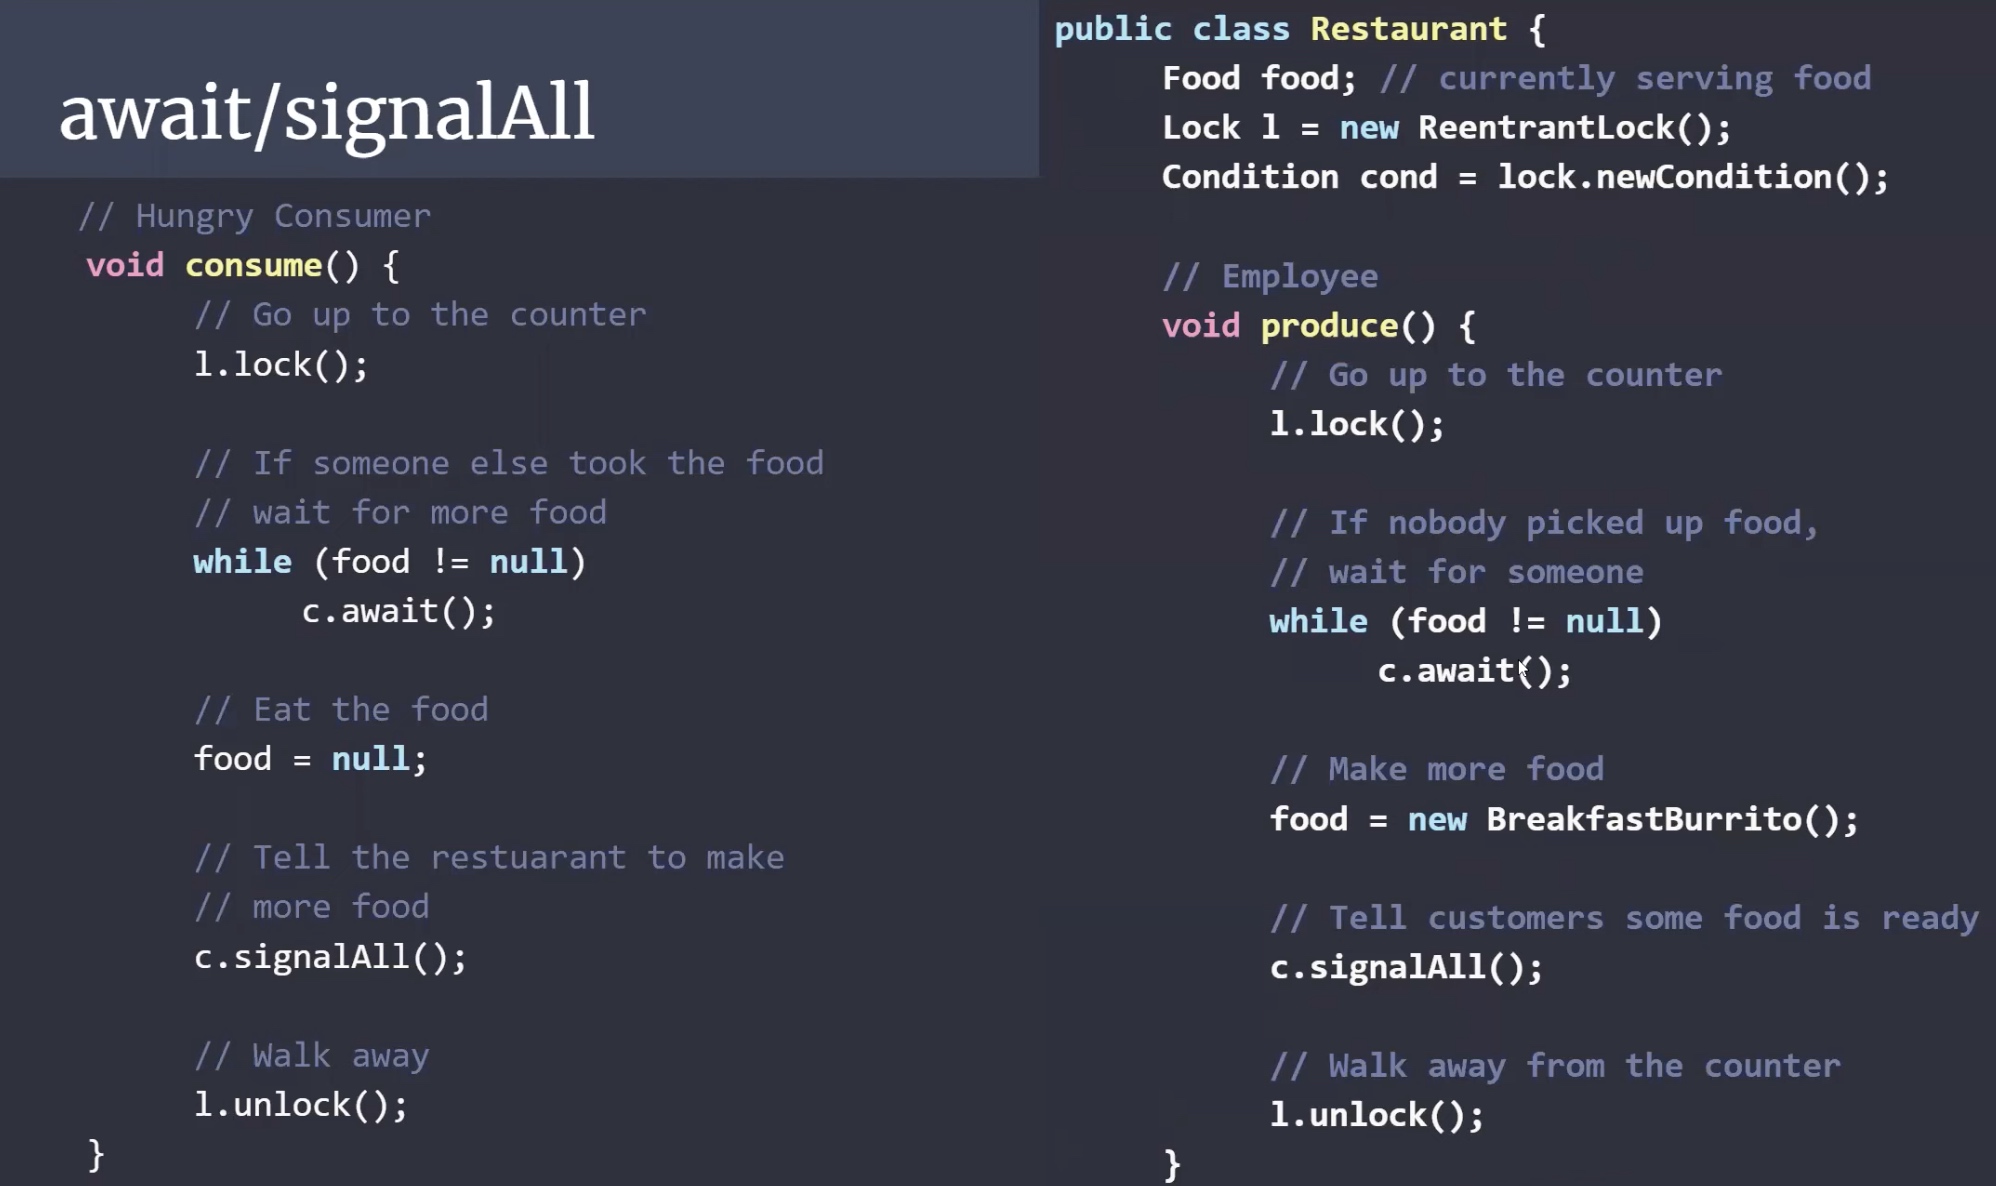 await/signalAll
// Hungry Consumer
void consume() {
// Go up to the counter
l.lock();
// If someone else took the food
// wait for more food
while (food != null)
c.await();
// Eat the food
food = null;
// Tell the restuarant to make
// more food
c.signalAll();
// Walk away
l.unlock();
}
public class Restaurant {
Food food; // currently serving food
Lock l = new ReentrantLock();
Condition cond = lock.newCondition();
// Employee
void produce() {
// Go up to the counter
l.lock();
// If nobody picked up food,
// wait for someone
while (food != null)
c.await();
// Make more food
food = new BreakfastBurrito();
// Tell customers some food is ready
c.signalAll();
// Walk away from the counter
l.unlock();
}